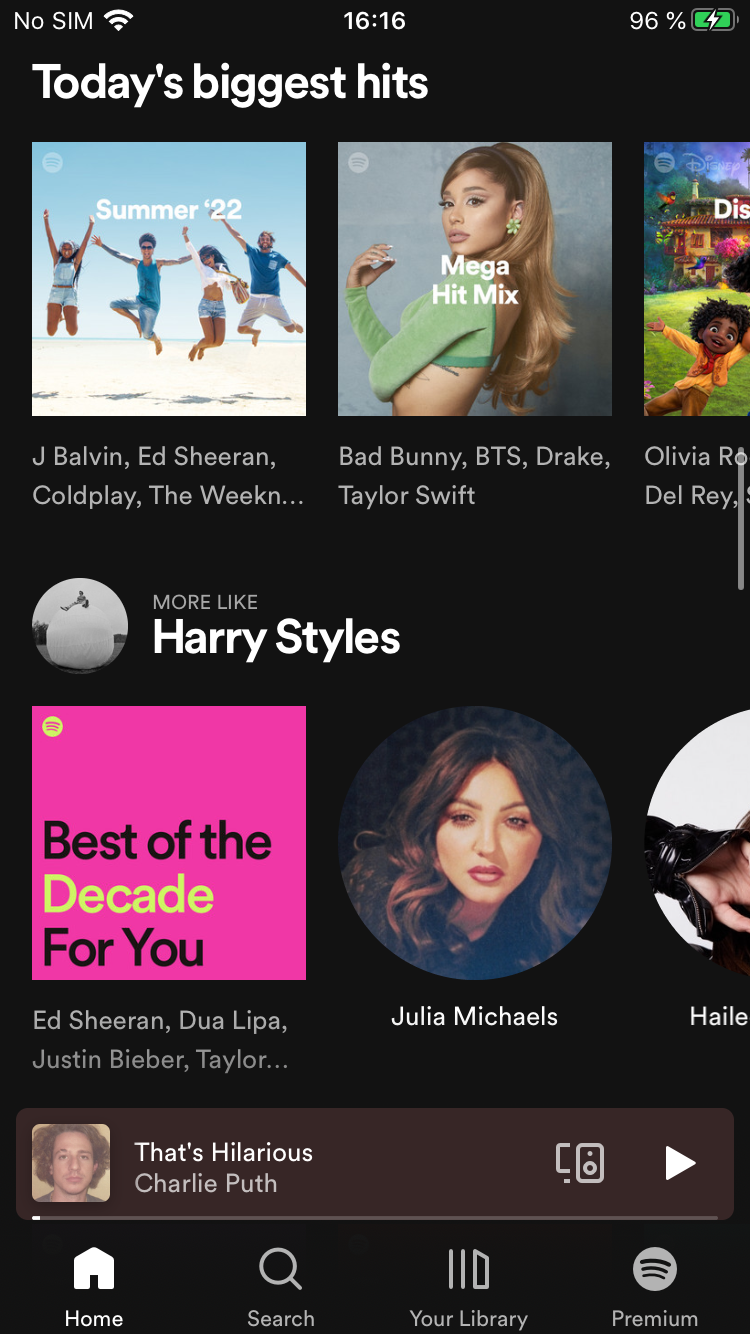 No SIM 16:16 96 %
Today's biggest hits
Summer ‘22
Mega
Hit Mix
Disney
Dis
J Balvin, Ed Sheeran,
Coldplay, The Weekn...
Bad Bunny, BTS, Drake,
Taylor Swift
Olivia Ro
Del Rey,
MORE LIKE
Harry Styles
Best of the
Decade
For You
Ed Sheeran, Dua Lipa,
Justin Bieber, Taylor...
Julia Michaels
Haile
That's Hilarious
Charlie Puth
Home
Search
Your Library
Premium